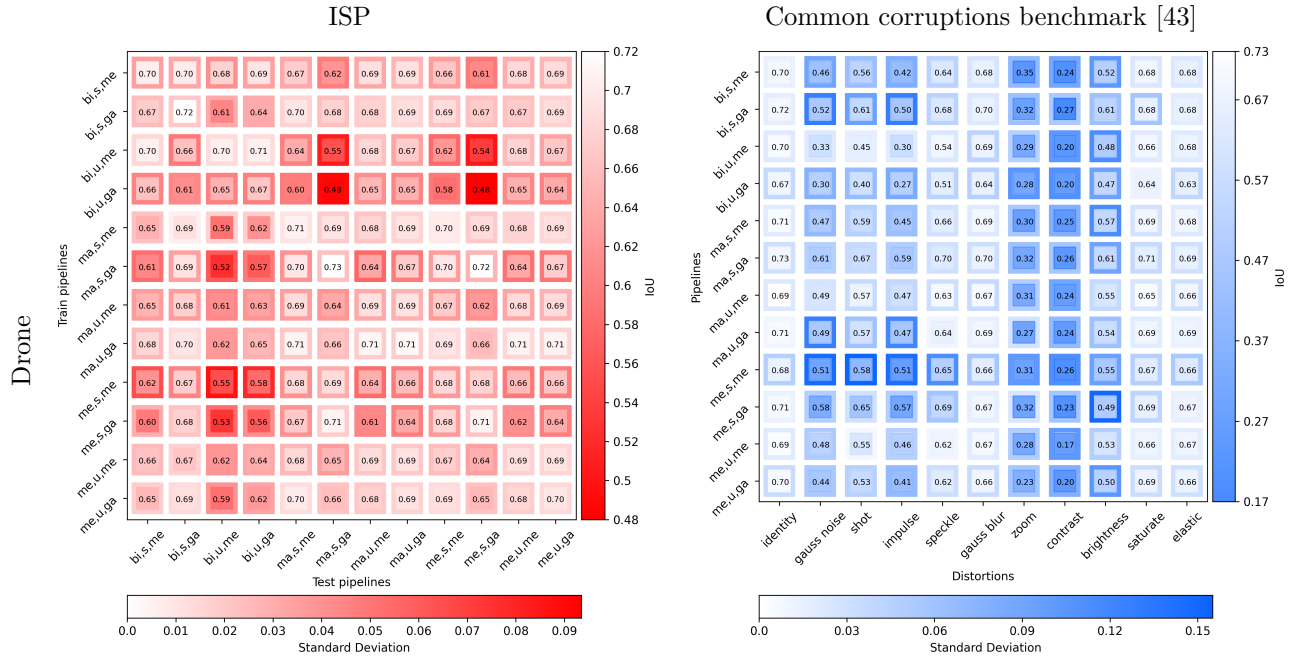 ISP
Common corruptions benchmark [43]
Drone
Train pipelines
bi,s,me 0.70 0.70 0.68 0.69 0.67 0.62 0.69 0.69 0.66 0.61 0.68 0.69
bi,s,ga 0.67 0.72 0.61 0.64 0.70 0.68 0.68 0.69 0.69 0.67 0.67 0.68
bi,u,me 0.70 0.66 0.70 0.71 0.64 0.55 0.68 0.67 0.62 0.54 0.68 0.67
bi,u,ga 0.66 0.61 0.65 0.67 0.60 0.48 0.65 0.65 0.58 0.48 0.65 0.64
ma,s,me 0.65 0.69 0.59 0.62 0.71 0.69 0.68 0.69 0.70 0.69 0.68 0.69
ma,s,ga 0.61 0.69 0.52 0.57 0.70 0.73 0.64 0.67 0.70 0.72 0.64 0.67
ma,u,me 0.65 0.68 0.61 0.63 0.69 0.64 0.69 0.69 0.67 0.62 0.68 0.69
ma,u,ga 0.68 0.70 0.62 0.65 0.71 0.66 0.71 0.71 0.69 0.66 0.71 0.71
me,s,me 0.62 0.67 0.55 0.58 0.68 0.69 0.64 0.66 0.68 0.68 0.66 0.66
me,s,ga 0.60 0.68 0.53 0.56 0.67 0.71 0.61 0.64 0.68 0.71 0.62 0.64
me,u,me 0.66 0.67 0.62 0.64 0.68 0.65 0.69 0.69 0.67 0.64 0.69 0.69
me,u,ga 0.65 0.69 0.59 0.62 0.70 0.66 0.68 0.69 0.68 0.65 0.68 0.70
bi,s,me bi,s,ga bi,u,me bi,u,ga ma,s,me ma,s,ga ma,u,me ma,u,ga me,s,me me,s,ga me,u,me me,u,ga
Test pipelines
0.72
0.7
0.68
0.66
0.64
0.62
0.6
0.58
0.56
0.54
0.52
0.5
0.48
IoU
0.0 0.01 0.02 0.03 0.04 0.05 0.06 0.07 0.08 0.09
Standard Deviation
Pipelines
bi,s,me 0.70 0.46 0.56 0.42 0.64 0.68 0.35 0.24 0.52 0.68 0.68
bi,s,ga 0.72 0.52 0.61 0.50 0.68 0.70 0.32 0.27 0.61 0.68 0.68
bi,u,me 0.70 0.33 0.45 0.30 0.54 0.69 0.29 0.20 0.48 0.66 0.68
bi,u,ga 0.67 0.30 0.40 0.27 0.51 0.64 0.28 0.20 0.47 0.64 0.63
ma,s,me 0.71 0.47 0.59 0.45 0.66 0.68 0.30 0.25 0.57 0.69 0.68
ma,s,ga 0.73 0.61 0.67 0.59 0.70 0.70 0.32 0.26 0.61 0.71 0.69
ma,u,me 0.69 0.49 0.57 0.47 0.63 0.67 0.31 0.24 0.55 0.65 0.68
ma,u,ga 0.71 0.49 0.57 0.47 0.64 0.69 0.27 0.24 0.54 0.69 0.69
me,s,me 0.68 0.51 0.58 0.51 0.65 0.66 0.31 0.26 0.55 0.67 0.66
me,s,ga 0.71 0.58 0.65 0.57 0.69 0.67 0.32 0.23 0.49 0.69 0.67
me,u,me 0.69 0.48 0.55 0.46 0.62 0.67 0.28 0.17 0.53 0.66 0.67
me,u,ga 0.70 0.44 0.53 0.41 0.62 0.66 0.23 0.20 0.50 0.69 0.66
identity gauss noise shot impulse speckle gauss blur zoom contrast brightness saturate elastic
Distortions
0.73
0.67
0.57
0.47
0.37
0.27
0.17
IoU
0.0 0.03 0.06 0.09 0.12 0.15
Standard Deviation